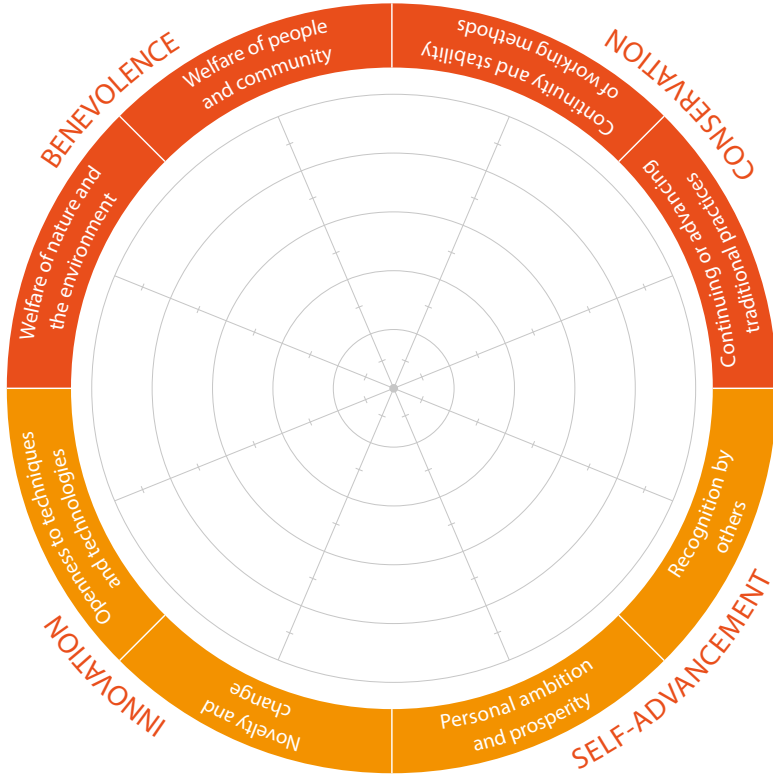 BENEVOLENCE
Welfare of people
and community
Continuity and stability
of working methods
CONSERVATION
Continuing or advancing
traditional practices
Recognition by
others
SELF-ADVANCEMENT
Personal ambition
and prosperity
Novelty and
change
INNOVATION
Openness to techniques
and technologies
Welfare of nature and
the environment